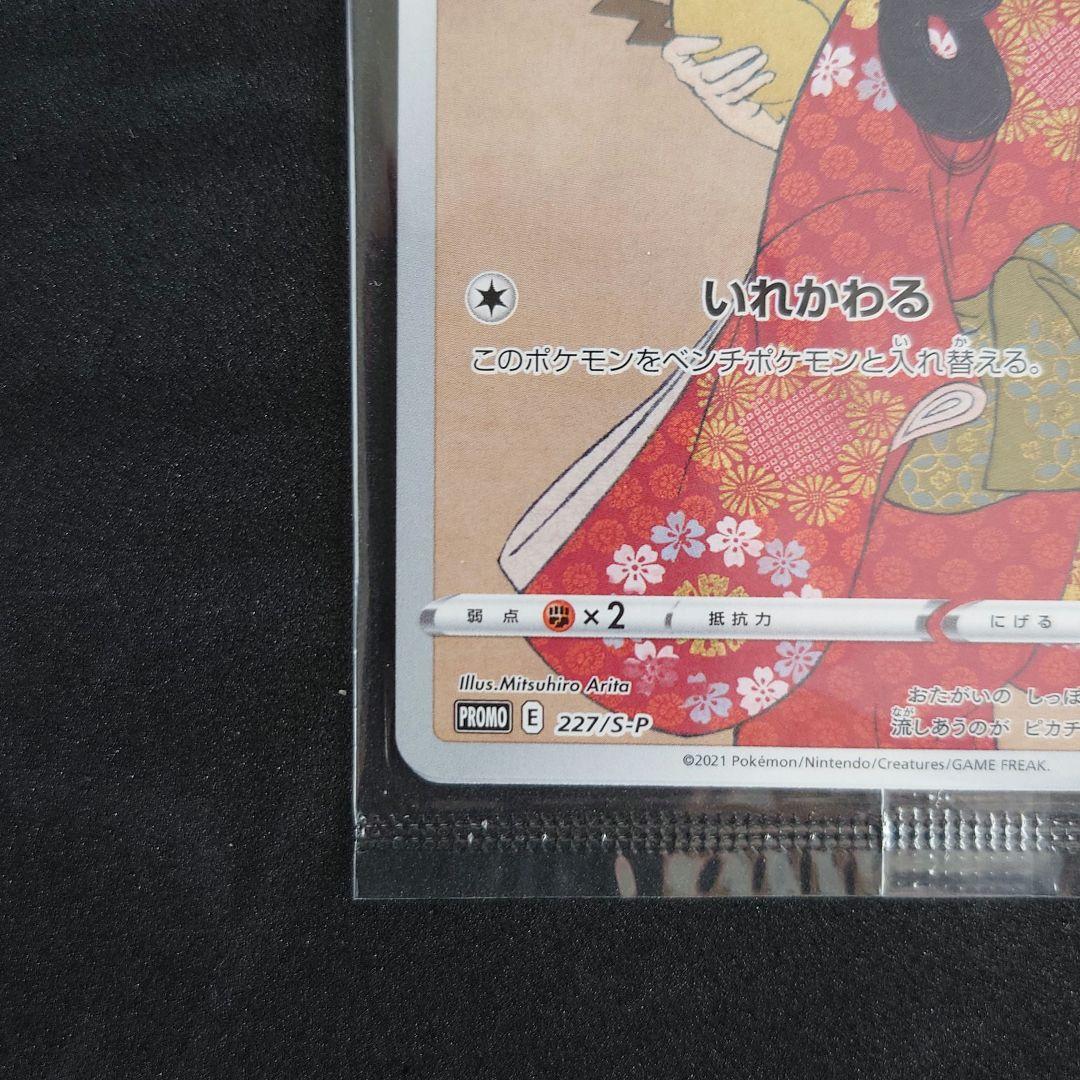 いれかわる
このポケモンをベンチポケモンと入れ替える。
弱点 ×2 抵抗力 にげる
Illus.Mitsuhiro Arita
PROMO E 227/S-P
おたがいの しっぽ
流しあうのが ピカチ
©2021 Pokémon/Nintendo/Creatures/GAME FREAK.